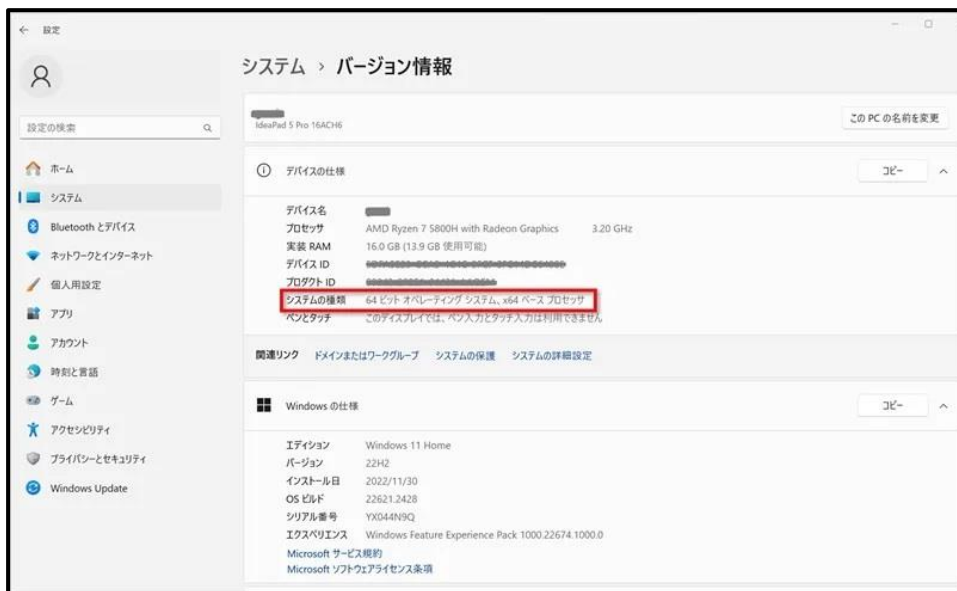 設定
システム › バージョン情報
IdeaPad 5 Pro 16ACH6
このPCの名前を変更
設定の検索
ホーム
システム
Bluetooth とデバイス
ネットワークとインターネット
個人用設定
アプリ
アカウント
時刻と言語
ゲーム
アクセシビリティ
プライバシーとセキュリティ
Windows Update
デバイスの仕様
コピー
デバイス名
プロセッサ AMD Ryzen 7 5800H with Radeon Graphics 3.20 GHz
実装 RAM 16.0 GB (13.9 GB 使用可能)
デバイス ID
プロダクト ID
システムの種類 64 ビット オペレーティング システム、x64 ベース プロセッサ
ペンとタッチ このディスプレイでは、ペン入力とタッチ入力は利用できません
関連リンク ドメインまたはワークグループ システムの保護 システムの詳細設定
Windows の仕様
コピー
エディション Windows 11 Home
バージョン 22H2
インストール日 2022/11/30
OS ビルド 22621.2428
シリアル番号 YX044N9Q
エクスペリエンス Windows Feature Experience Pack 1000.22674.1000.0
Microsoft サービス規約
Microsoft ソフトウェアライセンス条項